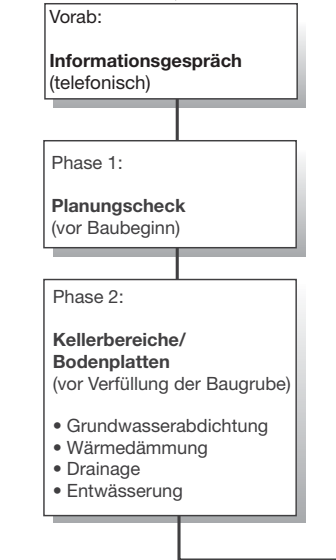 Vorab:
Informationsgespräch
(telefonisch)
Phase 1:
Planungscheck
(vor Baubeginn)
Phase 2:
Kellerbereiche/
Bodenplatten
(vor Verfüllung der Baugrube)
• Grundwasserabdichtung
• Wärmedämmung
• Drainage
• Entwässerung